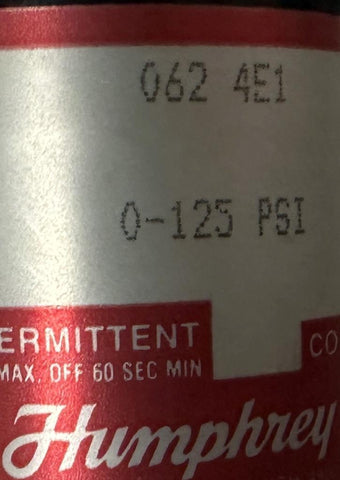 062 4E1
0-125 PSI
ERMITTENT CO
MAX. OFF 60 SEC MIN
Humphrey